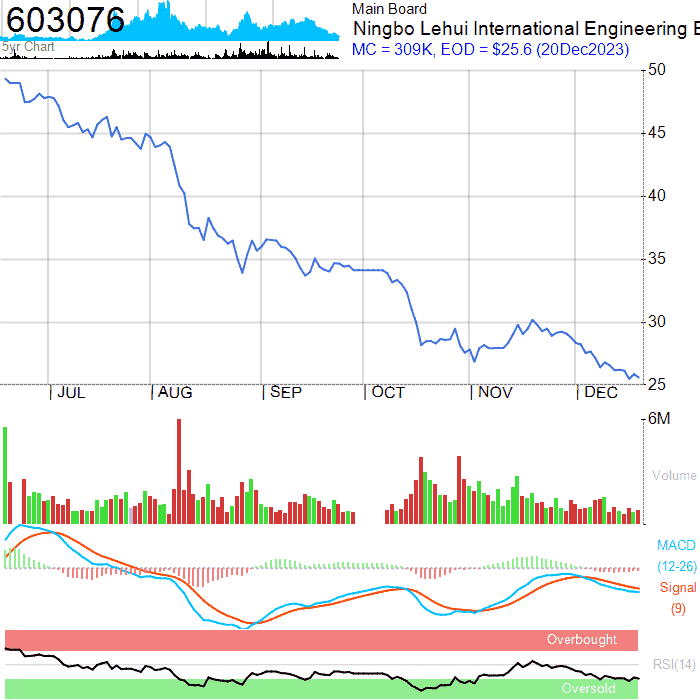 603076
5yr Chart
Main Board
Ningbo Lehui International Engineering E
MC = 309K, EOD = $25.6 (20Dec2023)
50
45
40
35
30
25
JUL
AUG
SEP
OCT
NOV
DEC
6M
Volume
MACD
(12-26)
Signal
(9)
Overbought
RSI(14)
Oversold